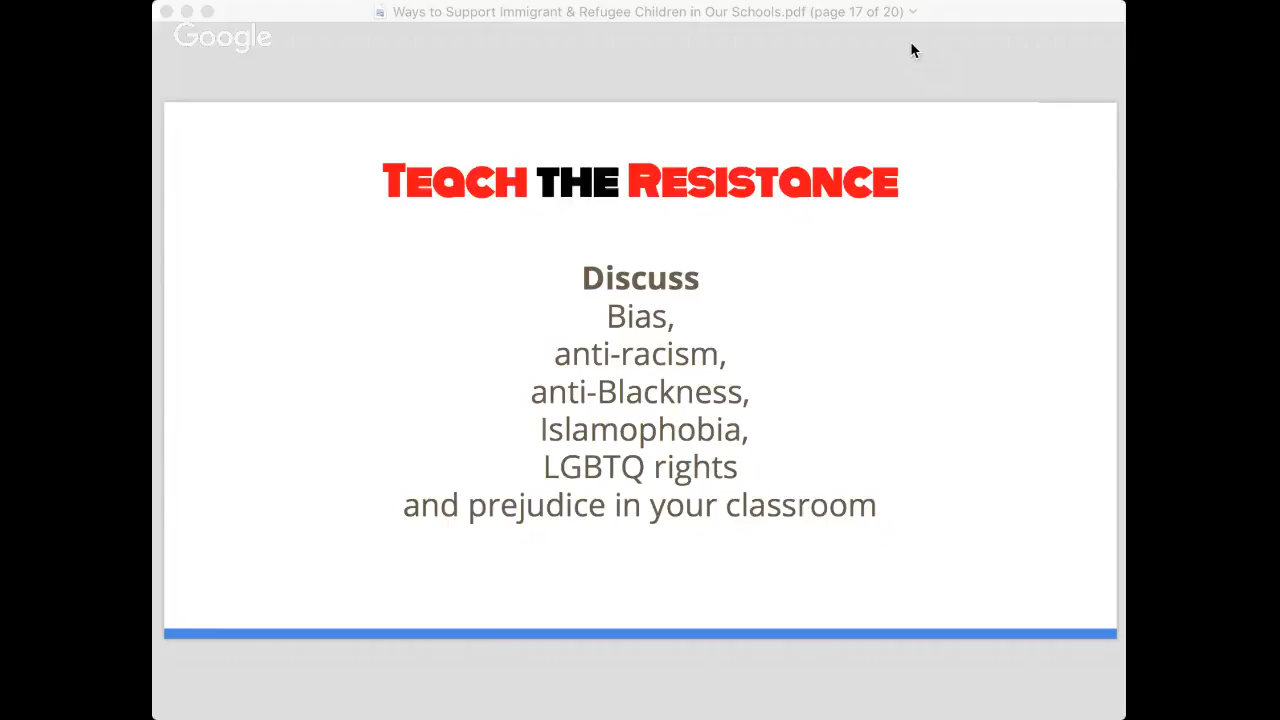 Ways to Support Immigrant & Refugee Children in Our Schools.pdf (page 17 of 20)
Google
Teach the Resistance
Discuss
Bias,
anti-racism,
anti-Blackness,
Islamophobia,
LGBTQ rights
and prejudice in your classroom